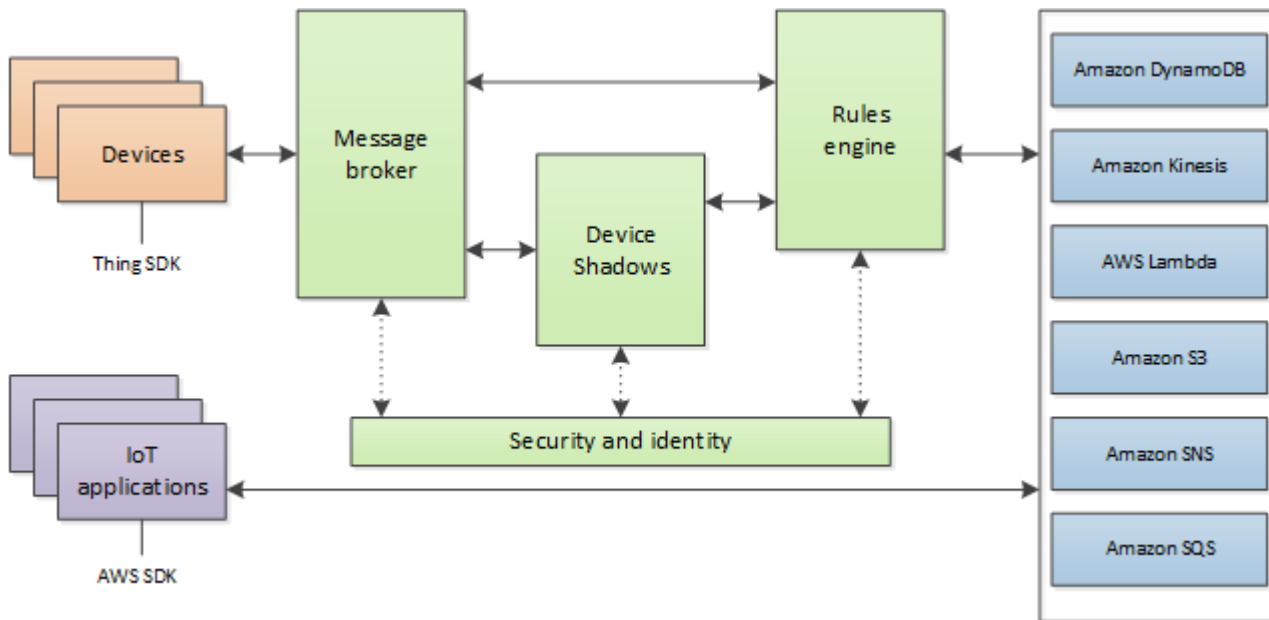 Devices
Thing SDK
Message
broker
Device
Shadows
Rules
engine
Security and identity
IoT
applications
AWS SDK
Amazon DynamoDB
Amazon Kinesis
AWS Lambda
Amazon S3
Amazon SNS
Amazon SQS